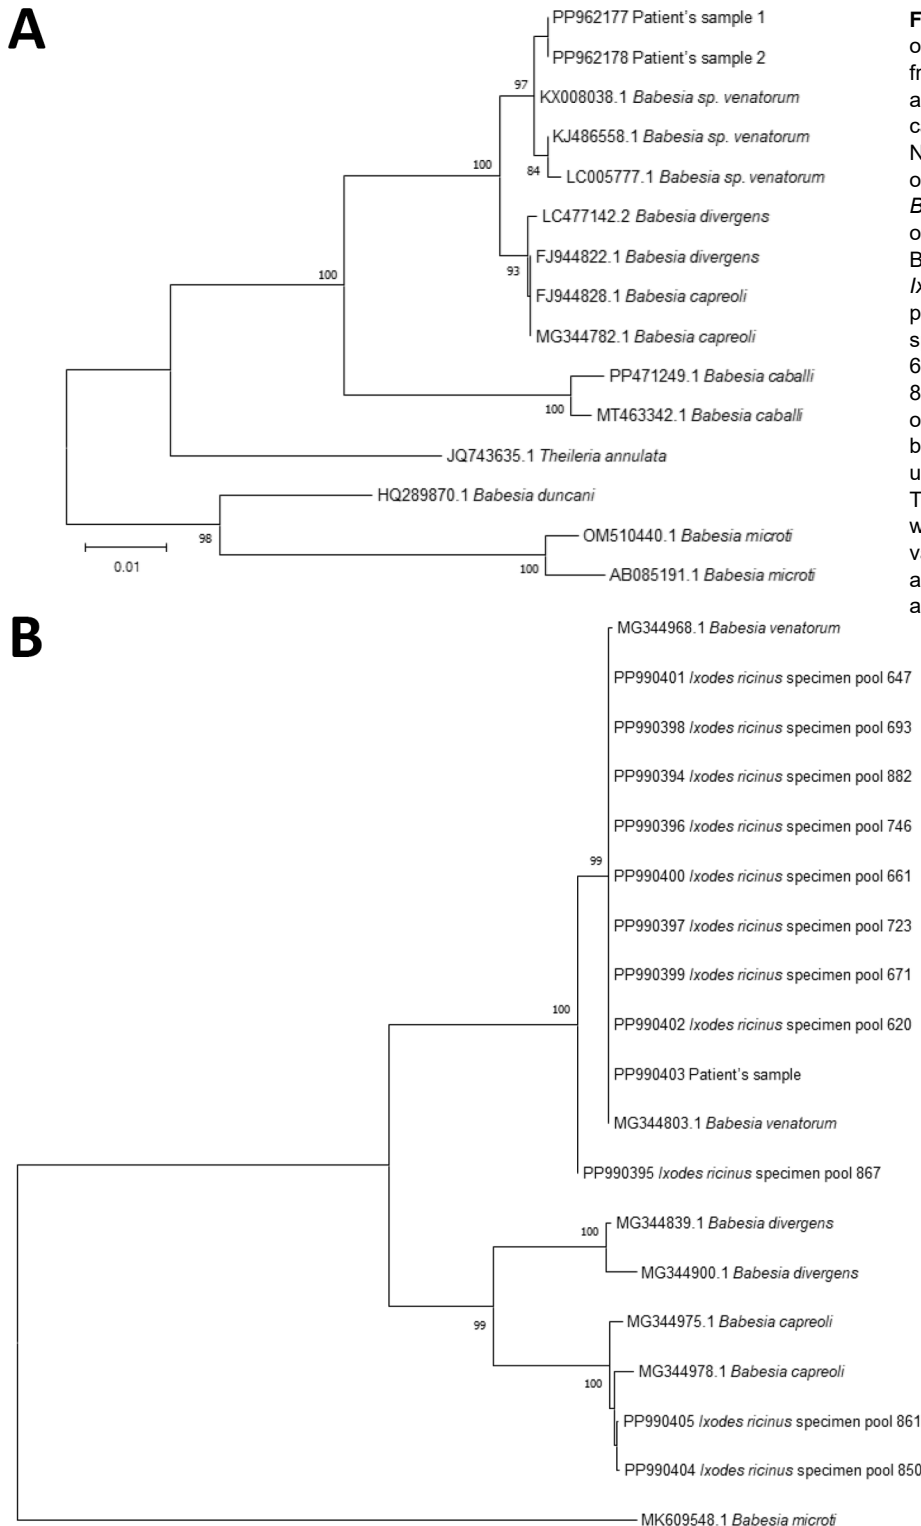 A
PP962177 Patient's sample 1
PP962178 Patient's sample 2
97
KX008038.1 Babesia sp. venatorum
KJ486558.1 Babesia sp. venatorum
100
84
LC005777.1 Babesia sp. venatorum
LC477142.2 Babesia divergens
FJ944822.1 Babesia divergens
93
100
FJ944828.1 Babesia capreoli
MG344782.1 Babesia capreoli
PP471249.1 Babesia caballi
100
MT463342.1 Babesia caballi
JQ743635.1 Theileria annulata
HQ289870.1 Babesia duncani
98
OM510440.1 Babesia microti
0.01
100
AB085191.1 Babesia microti
B
MG344968.1 Babesia venatorum
PP990401 Ixodes ricinus specimen pool 647
PP990398 Ixodes ricinus specimen pool 693
PP990394 Ixodes ricinus specimen pool 882
PP990396 Ixodes ricinus specimen pool 746
99
PP990400 Ixodes ricinus specimen pool 661
PP990397 Ixodes ricinus specimen pool 723
PP990399 Ixodes ricinus specimen pool 671
100
PP990402 Ixodes ricinus specimen pool 620
PP990403 Patient's sample
MG344803.1 Babesia venatorum
PP990395 Ixodes ricinus specimen pool 867
MG344839.1 Babesia divergens
100
MG344900.1 Babesia divergens
99
MG344975.1 Babesia capreoli
MG344978.1 Babesia capreoli
100
PP990405 Ixodes ricinus specimen pool 861
PP990404 Ixodes ricinus specimen pool 850
MK609548.1 Babesia microti